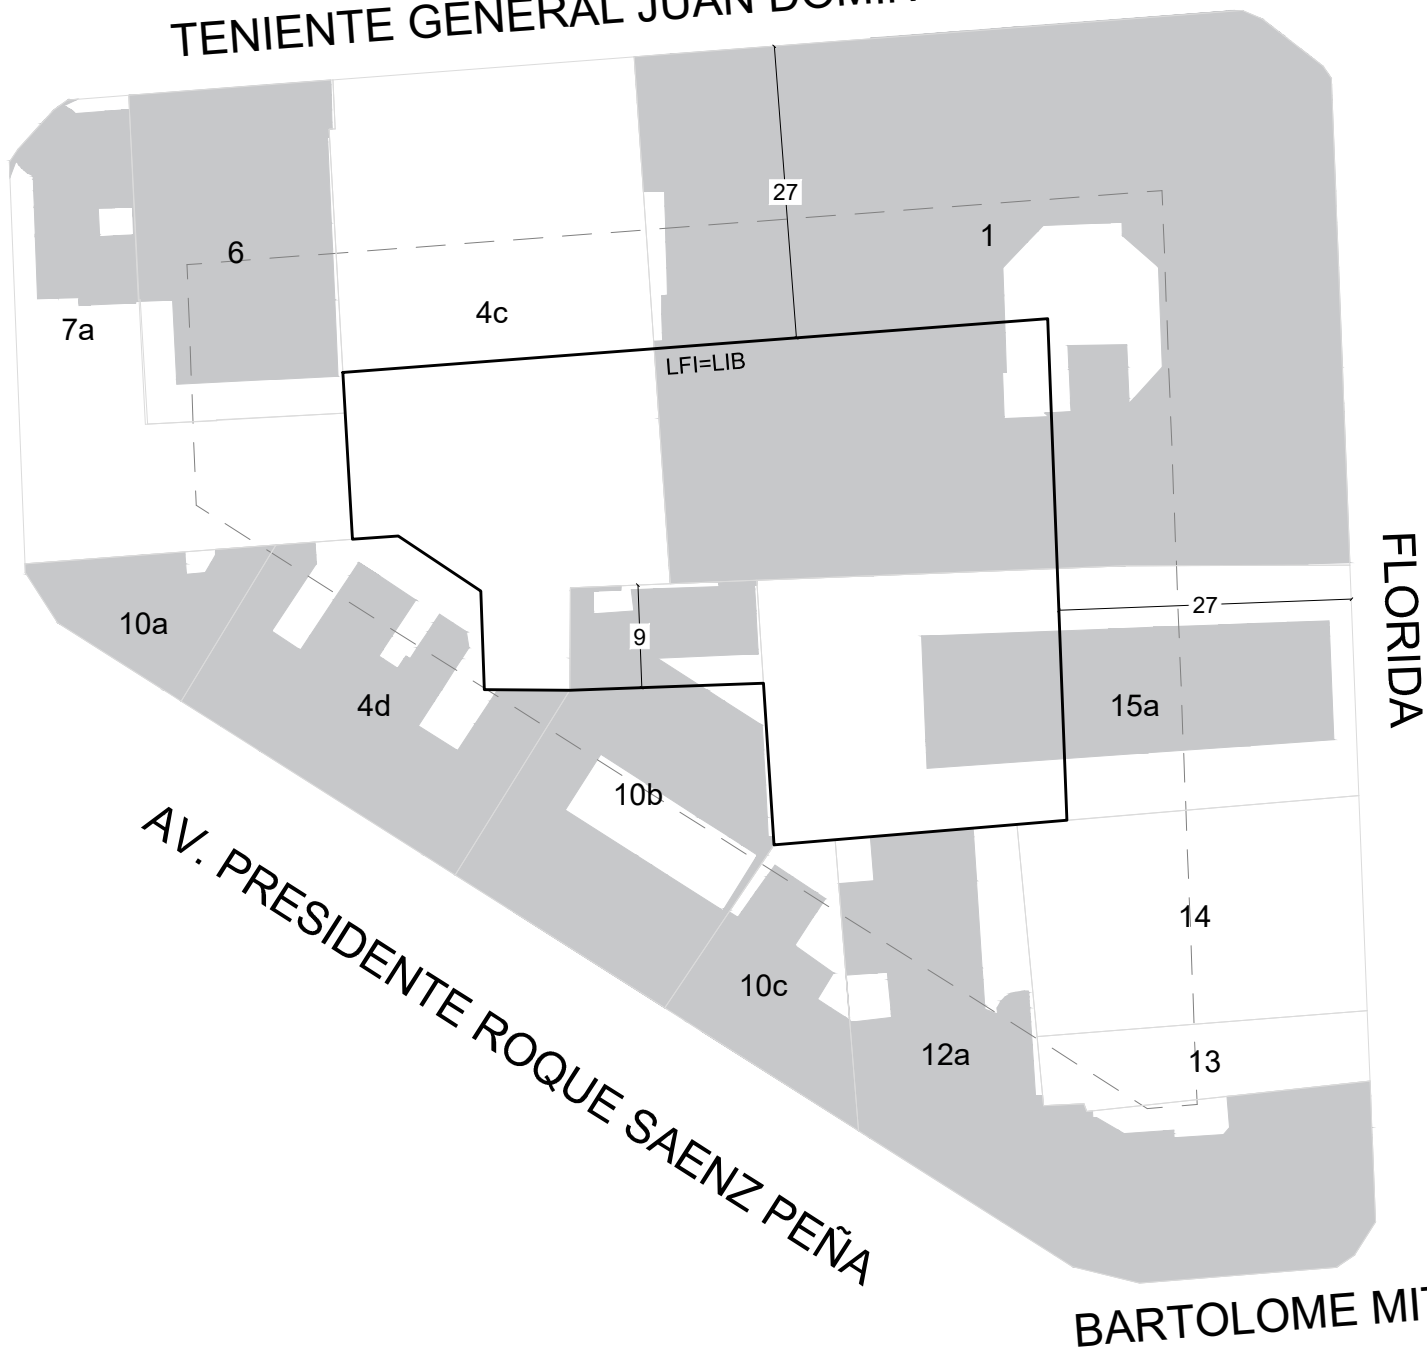 TENIENTE GENERAL JUAN
27
6
1
4c
7a
LFI=LIB
FLORIDA
27
10a
9
4d
15a
10b
AV. PRESIDENTE ROQUE SAENZ PEÑA
14
10c
12a
13
BARTOLOME